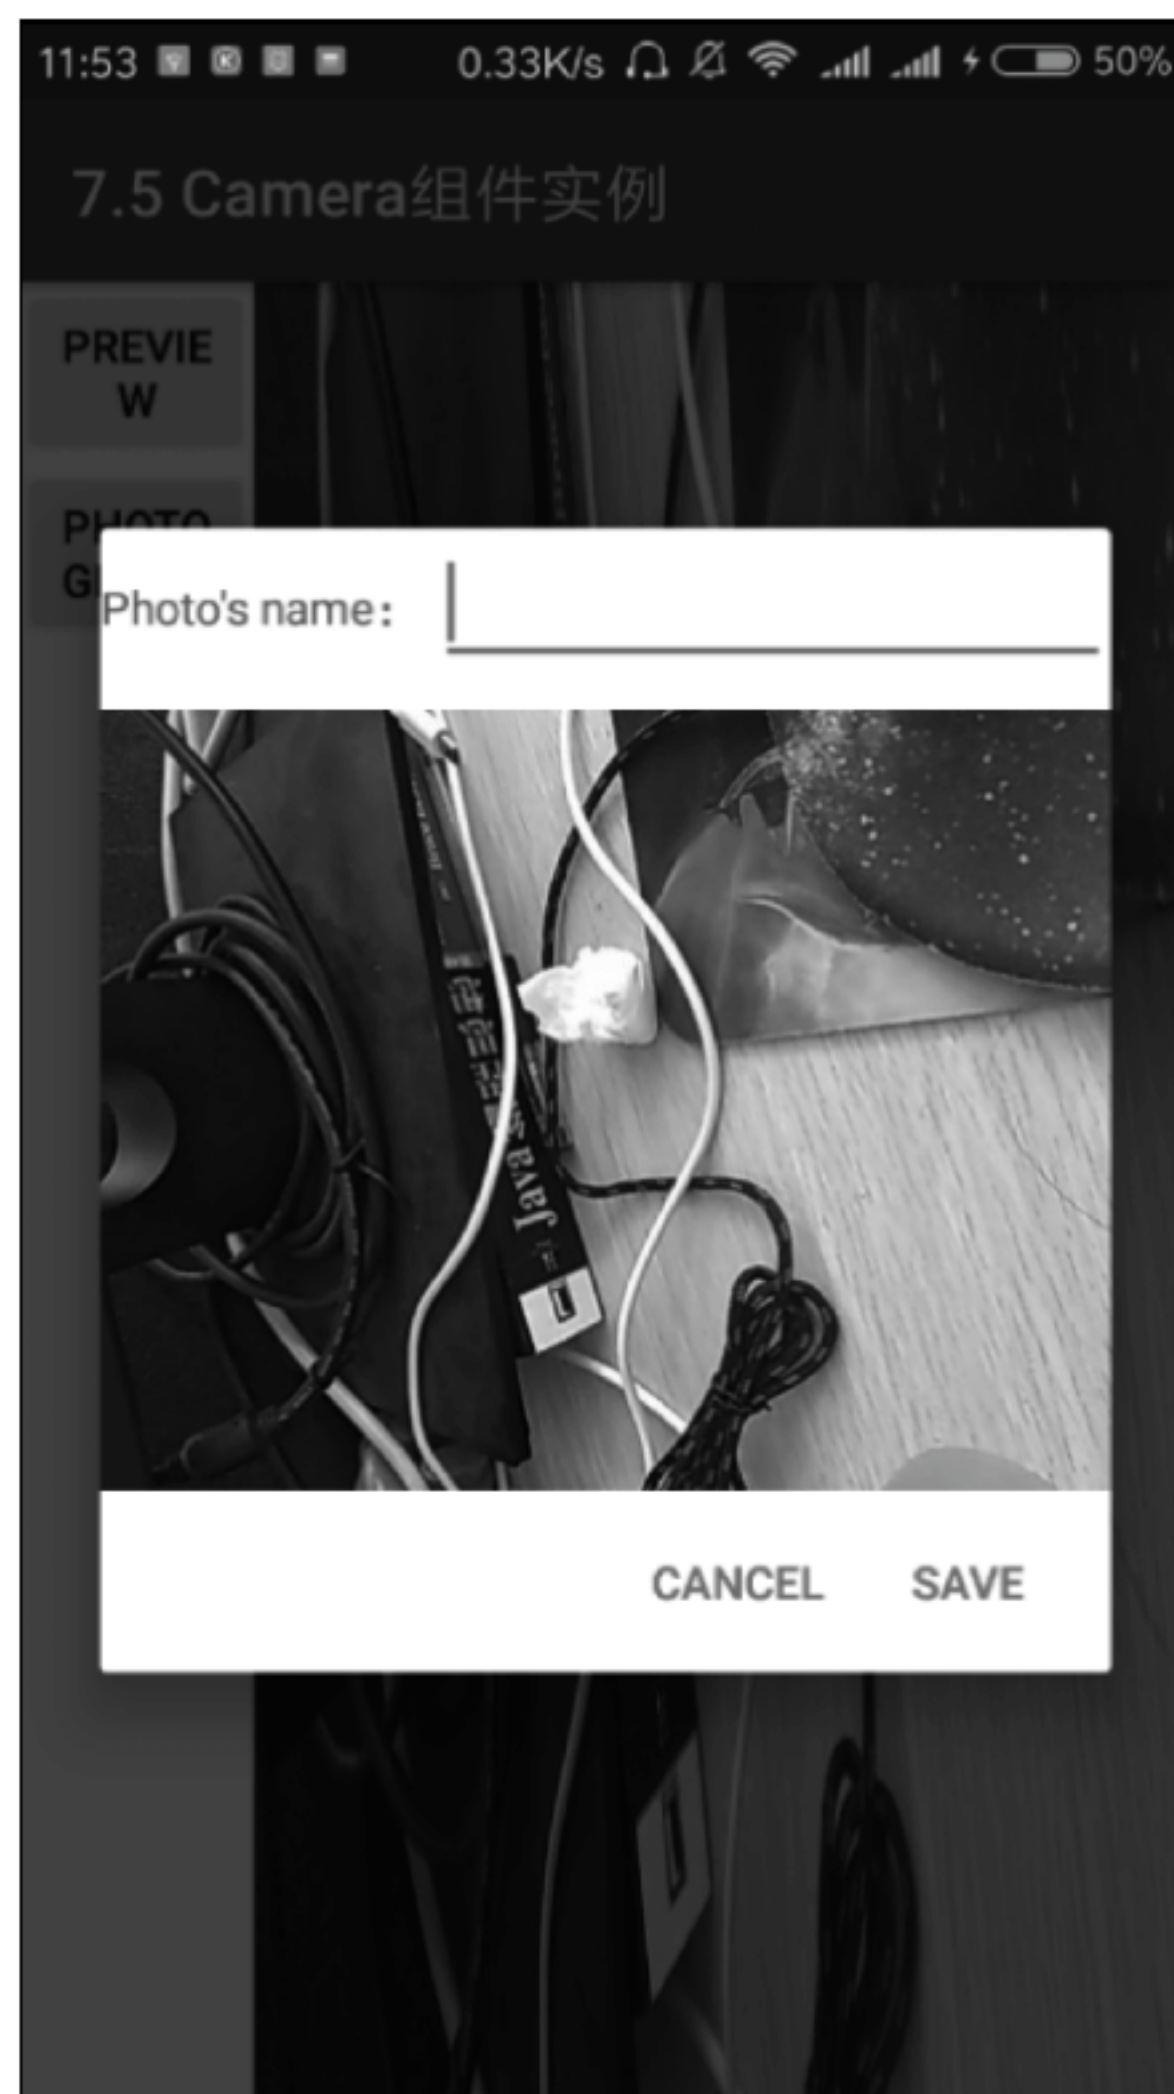 11:53 0.33K/s 50%
7.5 Camera组件实例
PREVIE
W
PHOTO
Photo's name：
Java
CANCEL SAVE